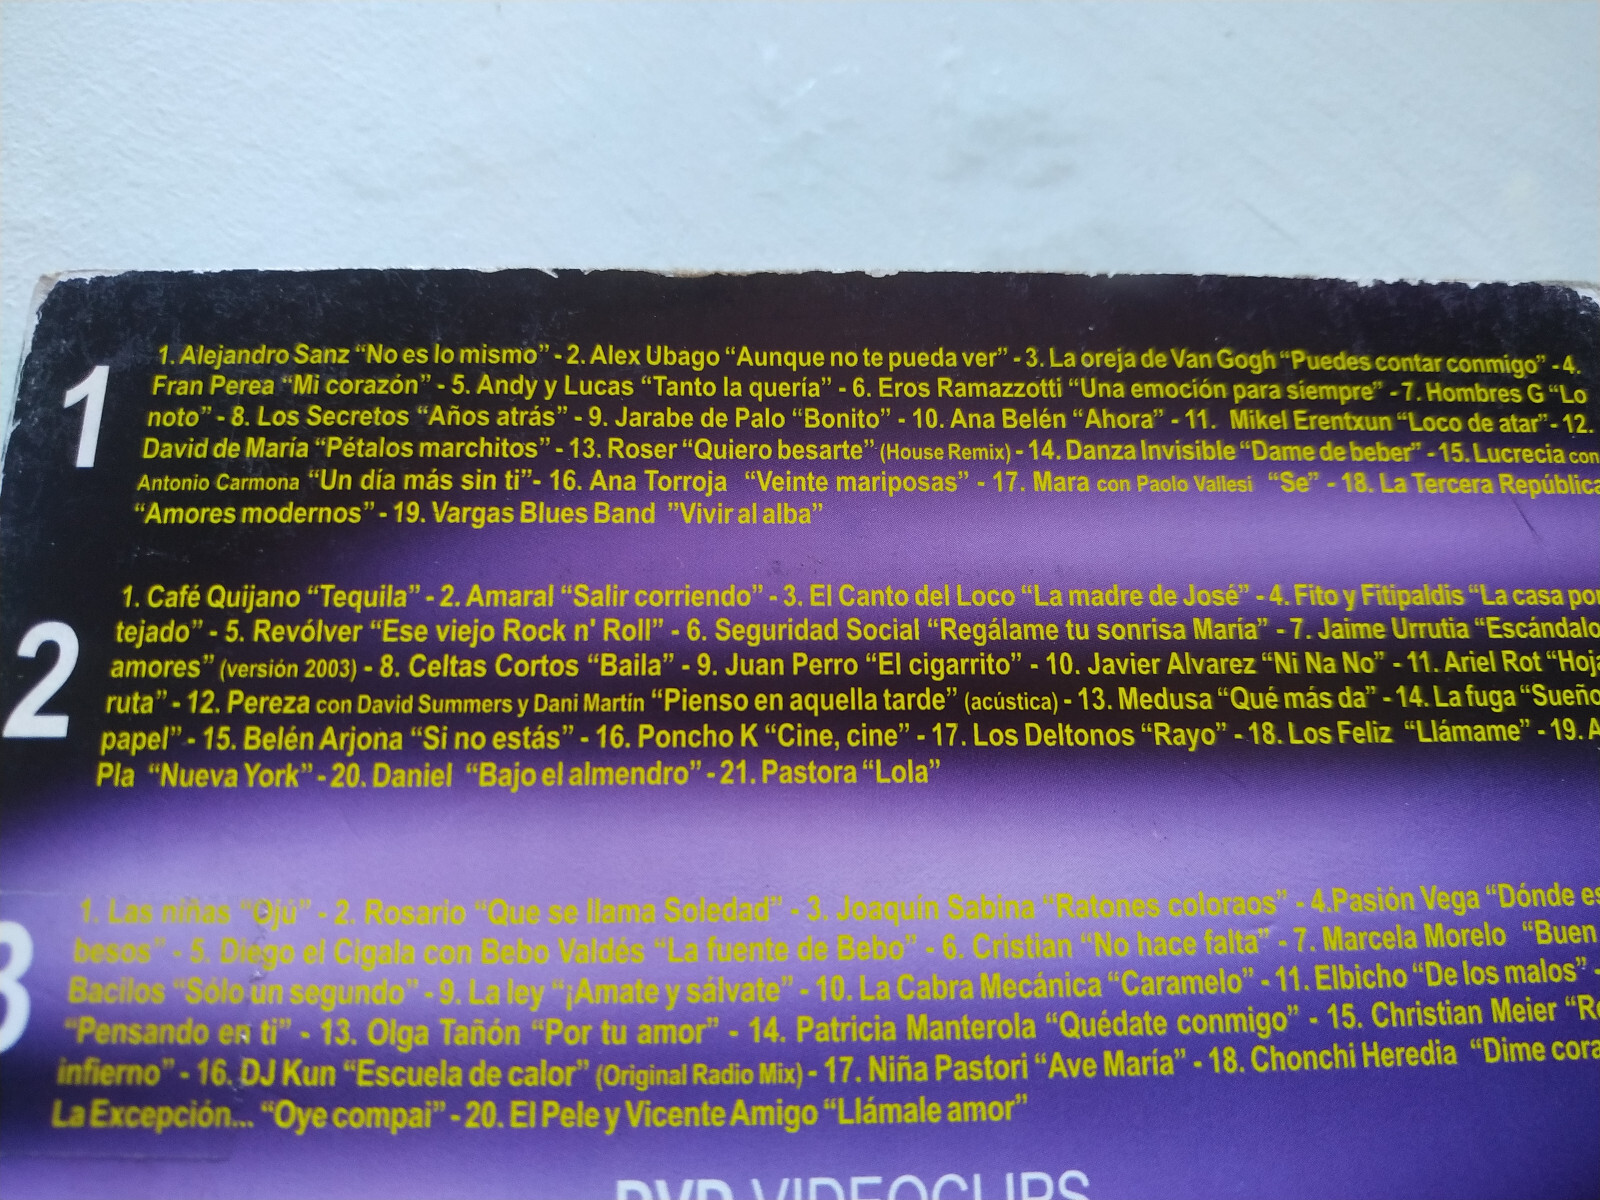 1
1. Alejandro Sanz “No es lo mismo” - 2. Alex Ubago “Aunque no te pueda ver” - 3. La oreja de Van Gogh “Puedes contar conmigo” - 4.
Fran Perea “Mi corazón” - 5. Andy y Lucas “Tanto la quería” - 6. Eros Ramazzotti “Una emoción para siempre” - 7. Hombres G “Lo
noto” - 8. Los Secretos “Años atrás” - 9. Jarabe de Palo “Bonito” - 10. Ana Belén “Ahora” - 11. Mikel Erentxun “Loco de atar” - 12.
David de María “Pétalos marchitos” - 13. Roser “Quiero besarte” (House Remix) - 14. Danza Invisible “Dame de beber” - 15. Lucrecia con
Antonio Carmona “Un día más sin ti”- 16. Ana Torroja “Veinte mariposas” - 17. Mara con Paolo Vallesi “Se” - 18. La Tercera República
“Amores modernos” - 19. Vargas Blues Band ”Vivir al alba”
2
1. Café Quijano “Tequila” - 2. Amaral “Salir corriendo” - 3. El Canto del Loco “La madre de José” - 4. Fito y Fitipaldis “La casa por
tejado” - 5. Revólver “Ese viejo Rock n' Roll” - 6. Seguridad Social “Regálame tu sonrisa María” - 7. Jaime Urrutia “Escándalo
amores” (versión 2003) - 8. Celtas Cortos “Baila” - 9. Juan Perro “El cigarrito” - 10. Javier Alvarez “Ni Na No” - 11. Ariel Rot “Hoja
ruta” - 12. Pereza con David Summers y Dani Martín “Pienso en aquella tarde” (acústica) - 13. Medusa “Qué más da” - 14. La fuga “Sueño
papel” - 15. Belén Arjona “Si no estás” - 16. Poncho K “Cine, cine” - 17. Los Deltonos “Rayo” - 18. Los Feliz “Llámame” - 19. A
Pla “Nueva York” - 20. Daniel “Bajo el almendro” - 21. Pastora “Lola”
3
1. Las niñas “Ojú” - 2. Rosario “Que se llama Soledad” - 3. Joaquín Sabina “Ratones coloraos” - 4.Pasión Vega “Dónde es
besos” - 5. Diego el Cigala con Bebo Valdés “La fuente de Bebo” - 6. Cristian “No hace falta” - 7. Marcela Morelo “Buen
Bacilos “Sólo un segundo” - 9. La ley “¡Amate y sálvate” - 10. La Cabra Mecánica “Caramelo” - 11. Elbicho “De los malos” -
“Pensando en ti” - 13. Olga Tañón “Por tu amor” - 14. Patricia Manterola “Quédate conmigo” - 15. Christian Meier “Re
infierno” - 16. DJ Kun “Escuela de calor” (Original Radio Mix) - 17. Niña Pastori “Ave María” - 18. Chonchi Heredia “Dime cora
La Excepción... “Oye compai” - 20. El Pele y Vicente Amigo “Llámale amor”
DVD VIDEOCLIPS